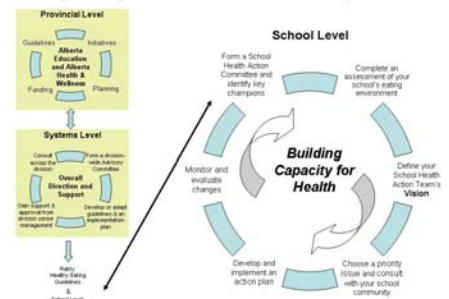 Provincial Level
Guidelines
Initiatives
Alberta
Education
and Alberta
Health &
Wellness
Funding
Planning
Systems Level
Consult
across the
division
Form a division-
wide Advisory
Committee
Overall
Direction and
Support
Gain Support &
approval from
division senior
management
Develop or adapt
guidelines & an
implementation
plan
Healthy Eating
Guidelines
&
School Level
Form a School
Health Action
Committee and
identify key
champions
Complete an
assessment of your
school's eating
environment
Building
Capacity for
Health
Monitor and
evaluate
changes
Define your
School Health
Action Team's
Vision
Develop and
implement an
action plan
Choose a priority
issue and consult
with your school
community